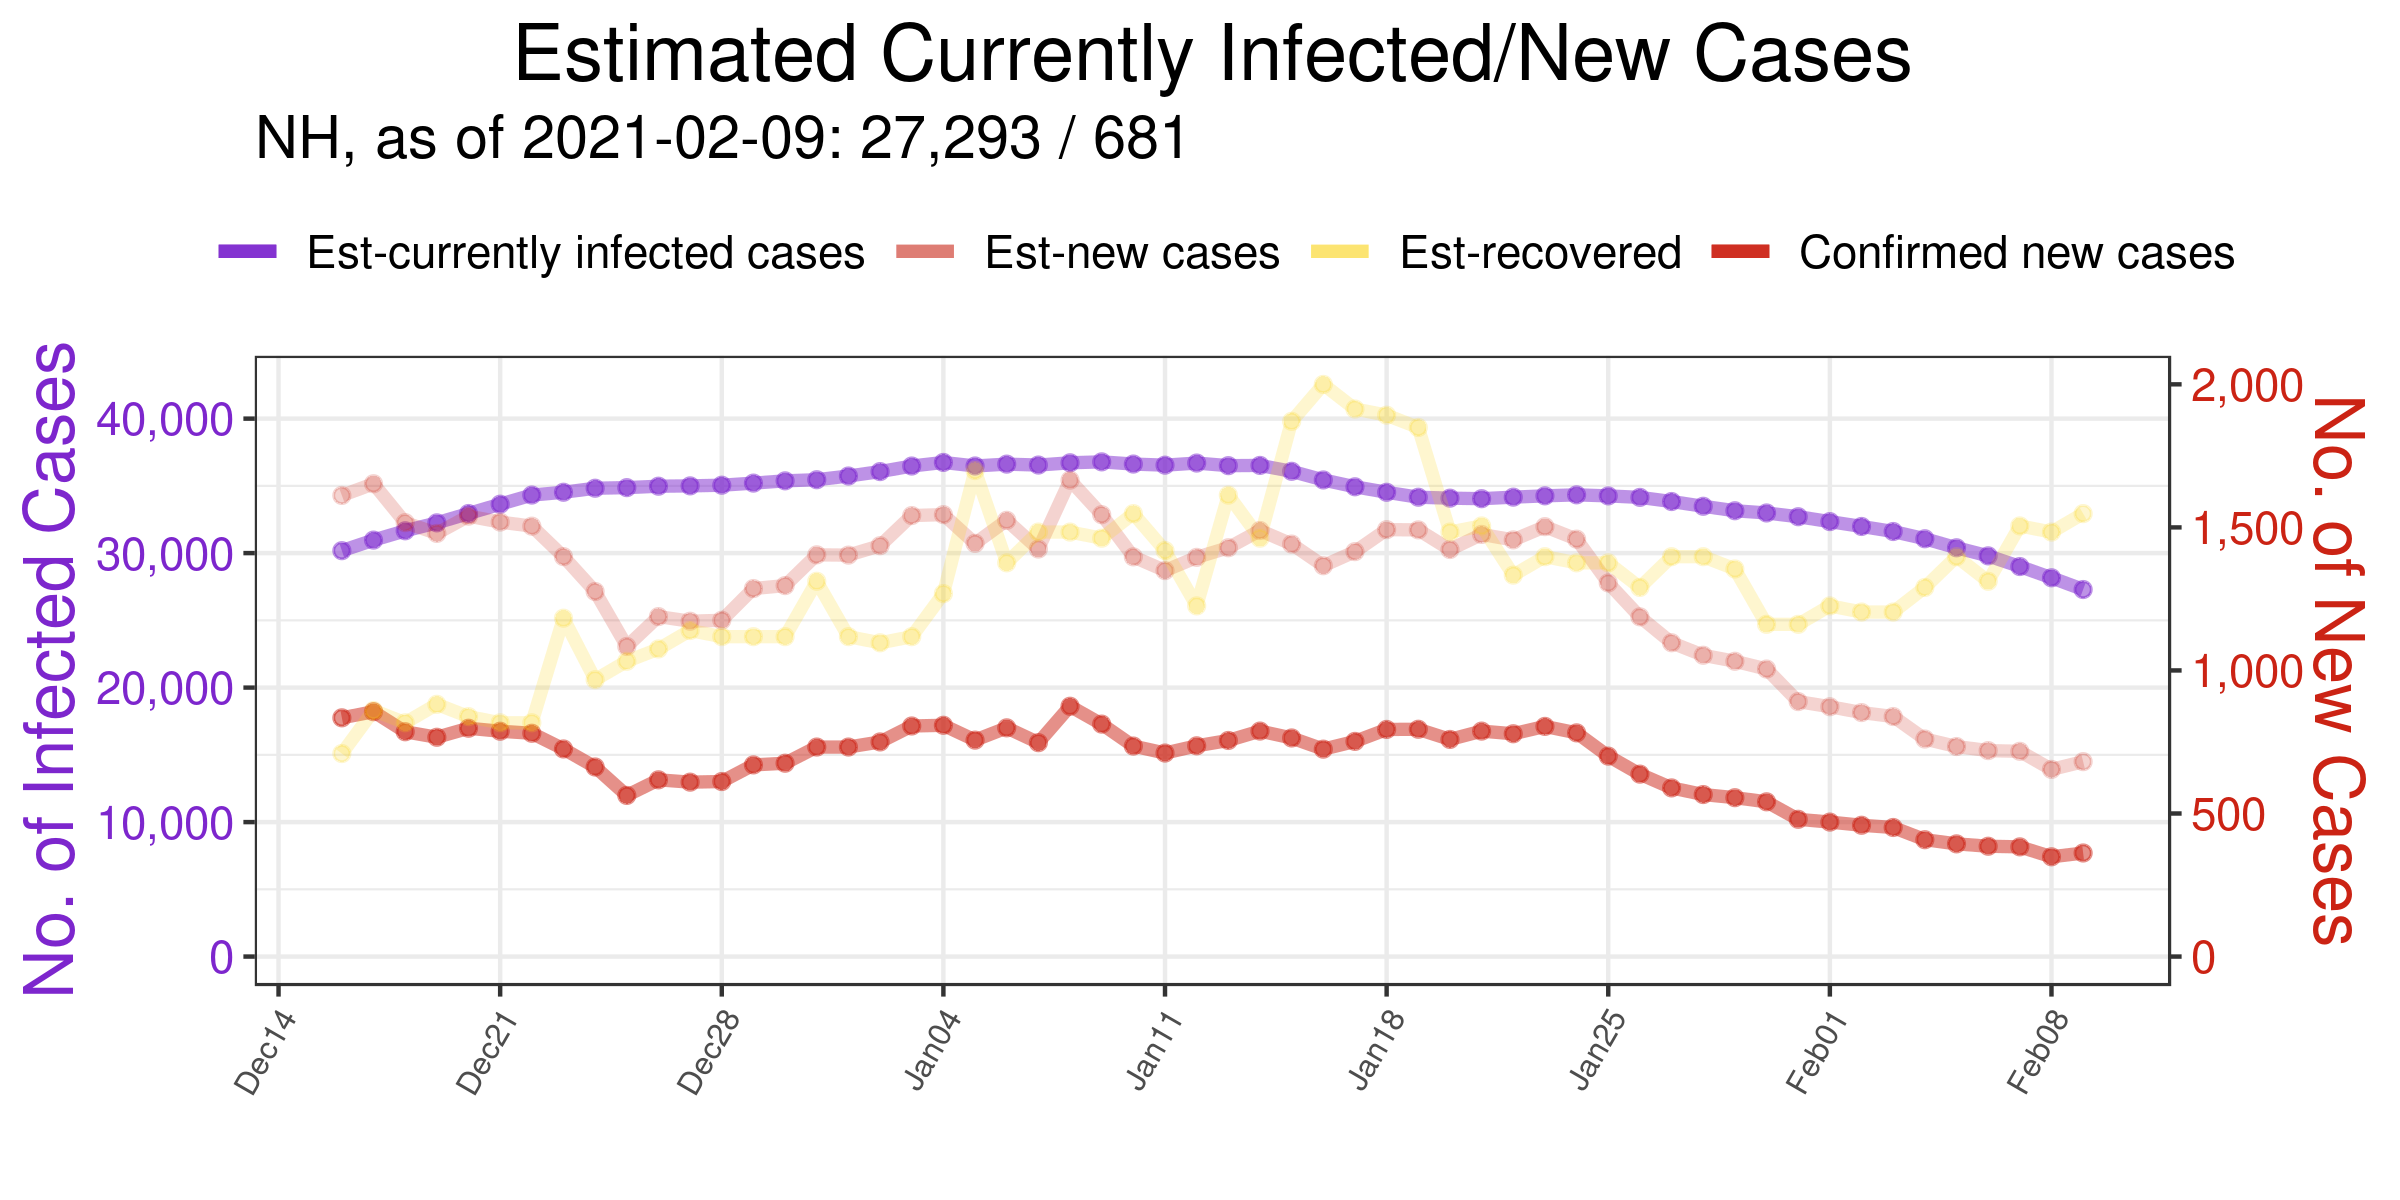 Estimated Currently Infected/New Cases
NH, as of 2021-02-09: 27,293 / 681
Est-currently infected cases Est-new cases Est-recovered Confirmed new cases
No. of Infected Cases
40,000
30,000
20,000
10,000
0
2,000
1,500
1,000
500
0
No. of New Cases
Dec14 Dec21 Dec28 Jan04 Jan11 Jan18 Jan25 Feb01 Feb08